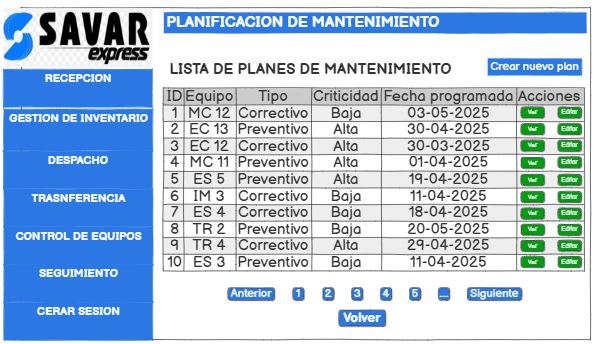 SAVAR
express
PLANIFICACION DE MANTENIMIENTO
RECEPCION
GESTION DE INVENTARIO
DESPACHO
TRASNFERENCIA
CONTROL DE EQUIPOS
SEGUIMIENTO
CERAR SESION
LISTA DE PLANES DE MANTENIMIENTO
Crear nuevo plan
ID Equipo Tipo Criticidad Fecha programada Acciones
1 MC 12 Correctivo Baja 03-05-2025 Ver Editar
2 EC 13 Preventivo Alta 30-04-2025 Ver Editar
3 EC 12 Correctivo Alta 30-03-2025 Ver Editar
4 MC 11 Preventivo Alta 01-04-2025 Ver Editar
5 ES 5 Preventivo Alta 19-04-2025 Ver Editar
6 IM 3 Correctivo Baja 11-04-2025 Ver Editar
7 ES 4 Correctivo Baja 18-04-2025 Ver Editar
8 TR 2 Preventivo Baja 20-05-2025 Ver Editar
9 TR 4 Correctivo Alta 29-04-2025 Ver Editar
10 ES 3 Preventivo Baja 11-04-2025 Ver Editar
Anterior 1 2 3 4 5 .... Siguiente
Volver